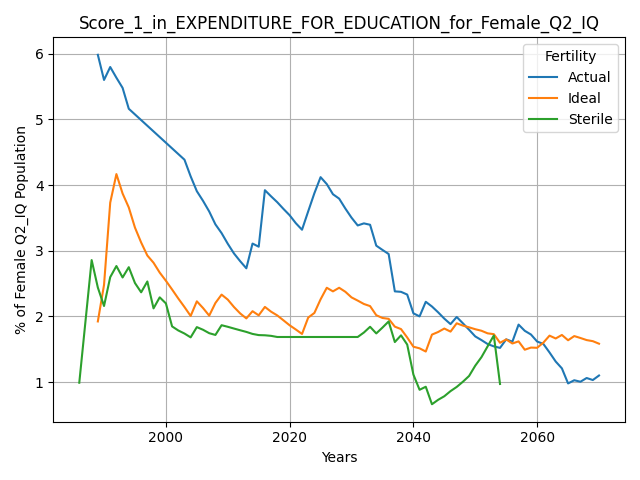 Score_1_in_EXPENDITURE_FOR_EDUCATION_for_Female_Q2_IQ
Fertility
Actual
Ideal
Sterile
% of Female Q2_IQ Population
6
5
4
3
2
1
2000 2020 2040 2060
Years